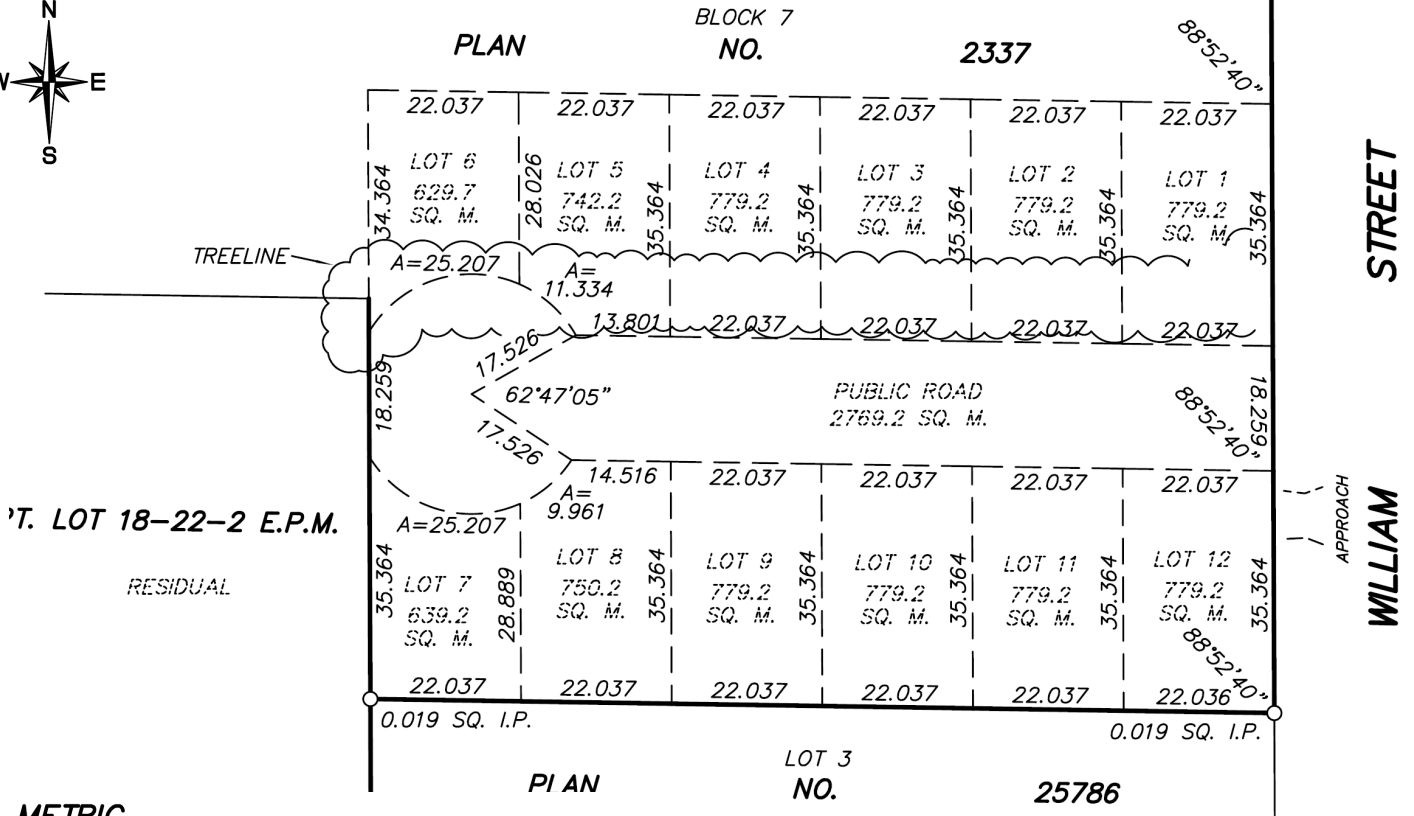 N
W E
S
BLOCK 7
PLAN NO. 2337
88°52'40"
22.037 22.037 22.037 22.037 22.037 22.037
LOT 6
629.7
SQ. M.
LOT 5
742.2
SQ. M.
LOT 4
779.2
SQ. M.
LOT 3
779.2
SQ. M.
LOT 2
779.2
SQ. M.
LOT 1
779.2
SQ. M.
34.364
28.026
35.364
35.364
35.364
35.364
35.364
TREELINE
A=25.207
A=
11.334
13.801 22.037 22.037 22.037 22.037
17.526
62°47'05"
17.526
18.259
PUBLIC ROAD
2769.2 SQ. M.
88°52'40"
18.259
14.516 22.037 22.037 22.037 22.037
A=
9.961
A=25.207
PT. LOT 18-22-2 E.P.M.
RESIDUAL
35.364
LOT 7
639.2
SQ. M.
28.889
LOT 8
750.2
SQ. M.
35.364
LOT 9
779.2
SQ. M.
35.364
LOT 10
779.2
SQ. M.
35.364
LOT 11
779.2
SQ. M.
35.364
LOT 12
779.2
SQ. M.
35.364
88°52'40"
22.037 22.037 22.037 22.037 22.037 22.036
0.019 SQ. I.P.
0.019 SQ. I.P.
LOT 3
PLAN NO. 25786
METRIC
APPROACH
WILLIAM STREET